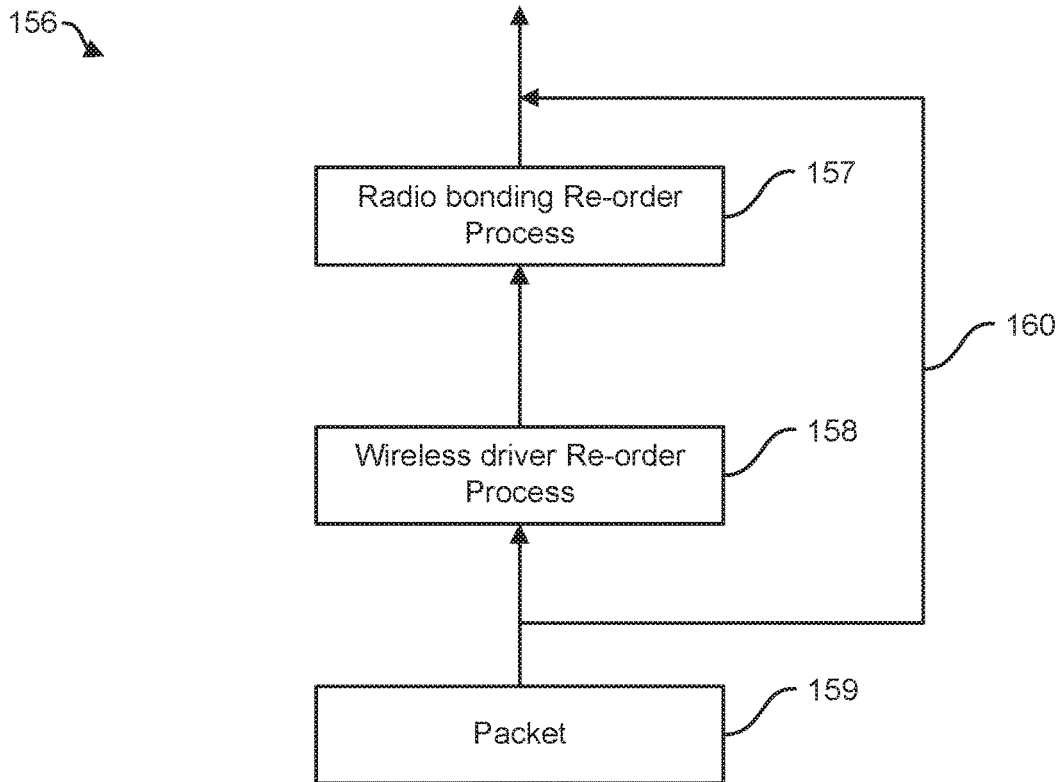 156
Radio bonding Re-order
Process
157
160
Wireless driver Re-order
Process
158
Packet
159